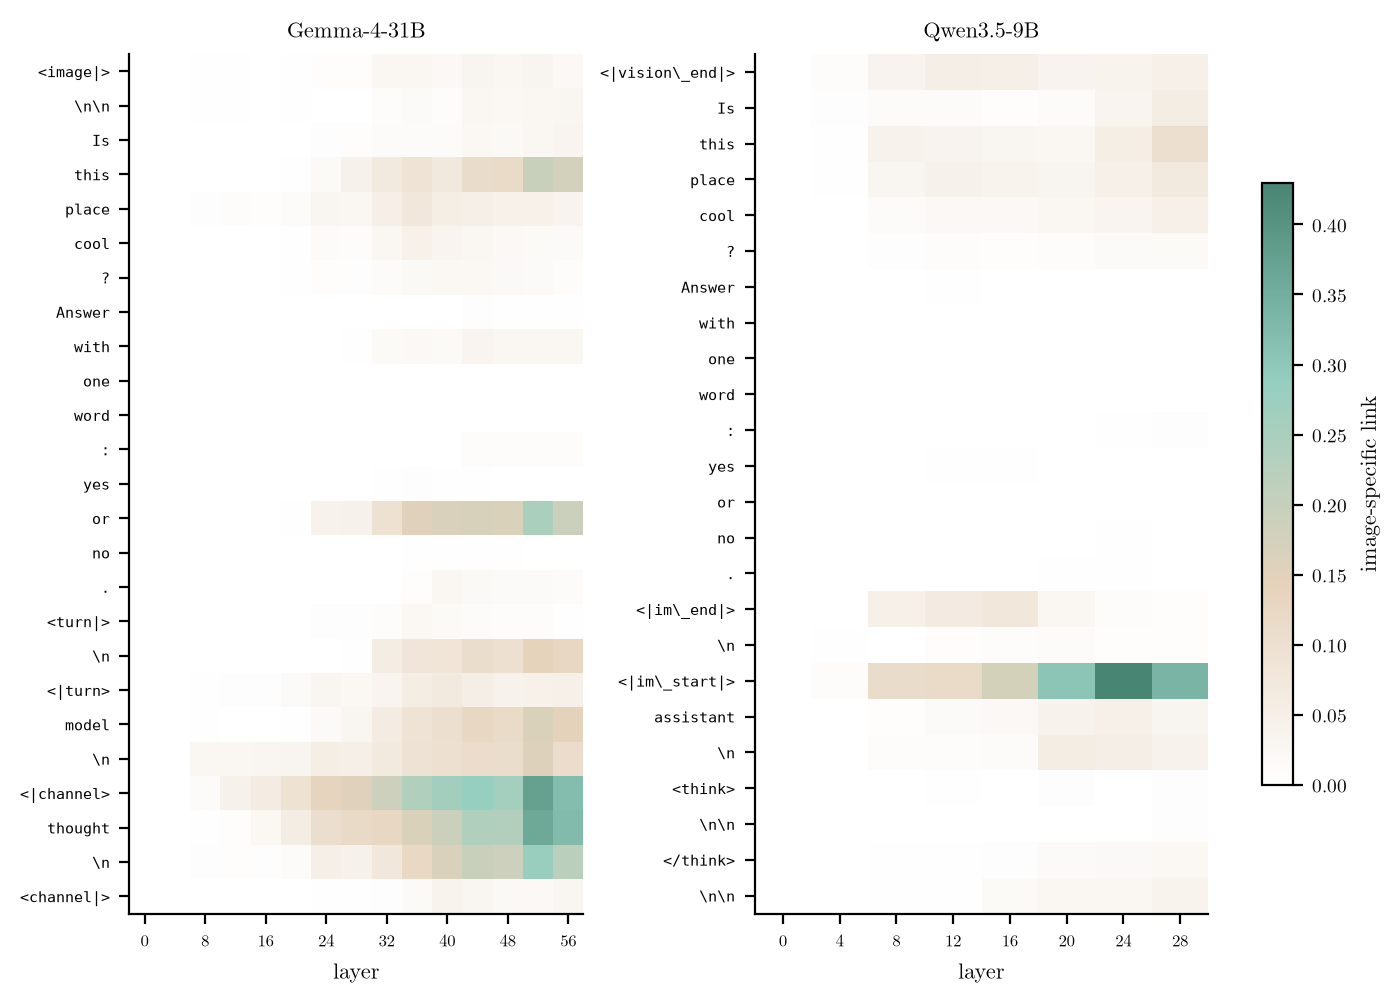 Gemma-4-31B
<image|>
\n\n
Is
this
place
cool
?
Answer
with
one
word
:
yes
or
no
.
<turn|>
\n
<|turn>
model
\n
<|channel>
thought
\n
<channel|>
0 8 16 24 32 40 48 56
layer
Qwen3.5-9B
<|vision\_end|>
Is
this
place
cool
?
Answer
with
one
word
:
yes
or
no
.
<|im\_end|>
\n
<|im\_start|>
assistant
\n
<think>
\n\n
</think>
\n\n
0 4 8 12 16 20 24 28
layer
0.40
0.35
0.30
0.25
0.20
0.15
0.10
0.05
0.00
image-specific link